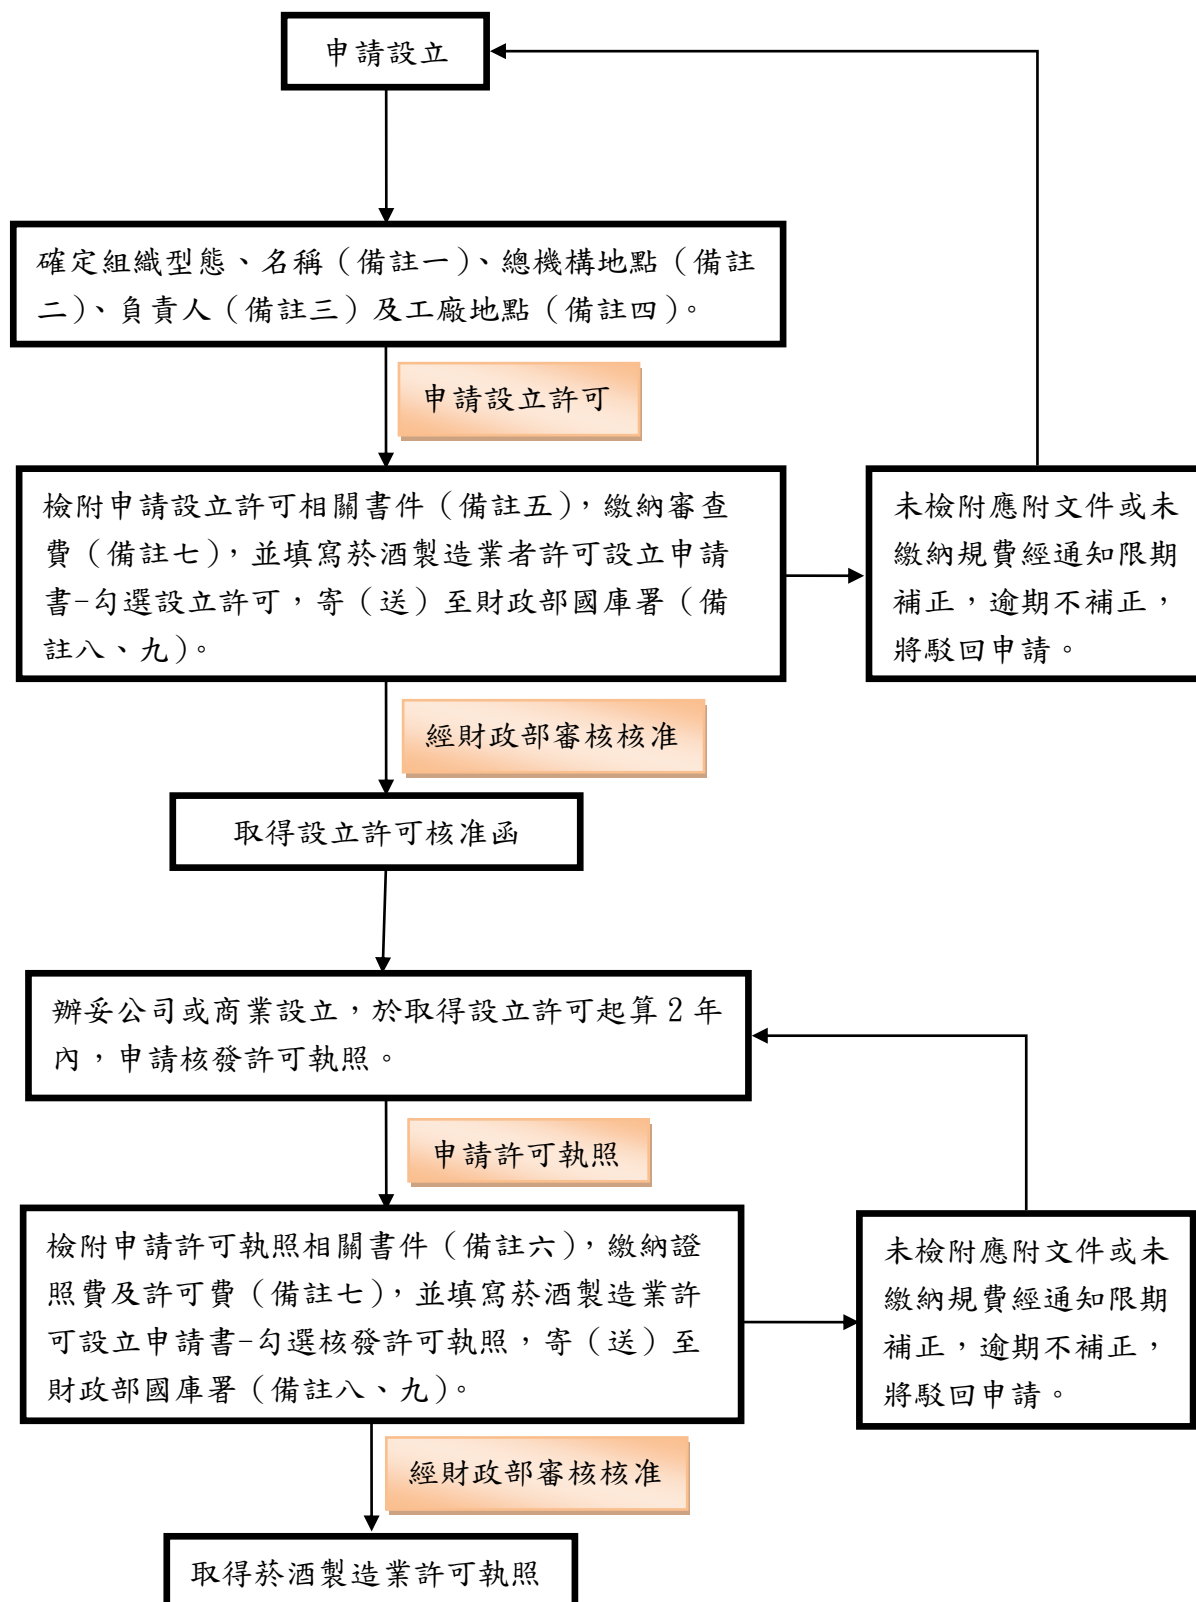 申請設立
確定組織型態、名稱（備註一）、總機構地點（備註
二）、負責人（備註三）及工廠地點（備註四）。
申請設立許可
檢附申請設立許可相關書件（備註五），繳納審查
費（備註七），並填寫菸酒製造業者許可設立申請
書-勾選設立許可，寄（送）至財政部國庫署（備
註八、九）。
未檢附應附文件或未
繳納規費經通知限期
補正，逾期不補正，
將駁回申請。
經財政部審核核准
取得設立許可核准函
辦妥公司或商業設立，於取得設立許可起算 2 年
內，申請核發許可執照。
申請許可執照
檢附申請許可執照相關書件（備註六），繳納證
照費及許可費（備註七），並填寫菸酒製造業許
可設立申請書-勾選核發許可執照，寄（送）至
財政部國庫署（備註八、九）。
未檢附應附文件或未
繳納規費經通知限期
補正，逾期不補正，
將駁回申請。
經財政部審核核准
取得菸酒製造業許可執照